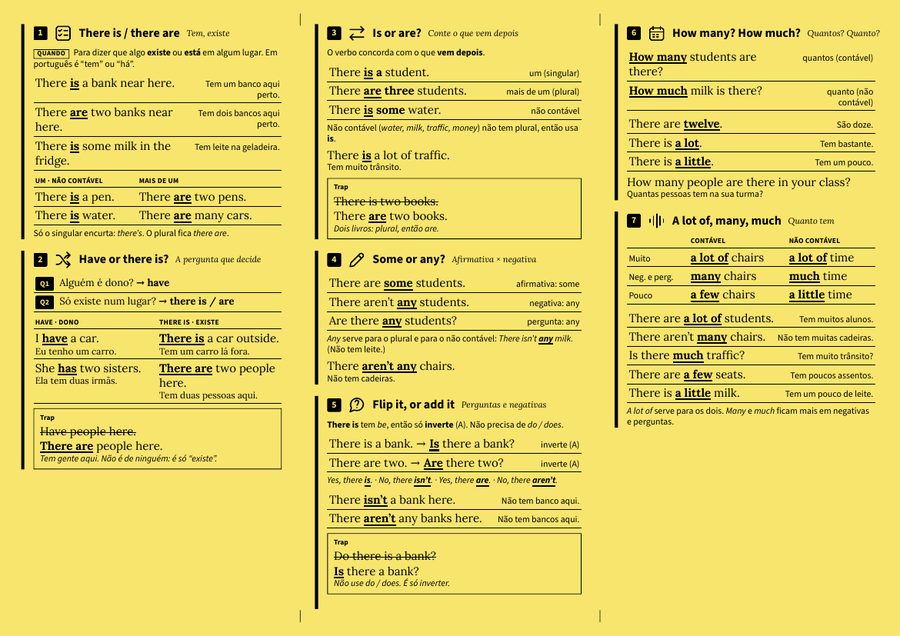 1 There is / there are Tem, existe
QUANDO Para dizer que algo existe ou está em algum lugar. Em
português é “tem” ou “há”.
There is a bank near here. Tem um banco aqui
perto.
There are two banks near Tem dois bancos aqui
here. perto.
There is some milk in the Tem leite na geladeira.
fridge.
UM · NÃO CONTÁVEL MAIS DE UM
There is a pen. There are two pens.
There is water. There are many cars.
Só o singular encurta: there’s. O plural fica there are.
2 Have or there is? A pergunta que decide
Q1 Alguém é dono? → have
Q2 Só existe num lugar? → there is / are
HAVE · DONO THERE IS · EXISTE
I have a car. There is a car outside.
Eu tenho um carro. Tem um carro lá fora.
She has two sisters. There are two people
Ela tem duas irmãs. here.
Tem duas pessoas aqui.
Trap
Have people here.
There are people here.
Tem gente aqui. Não é de ninguém: é só “existe”.
3 Is or are? Conte o que vem depois
O verbo concorda com o que vem depois.
There is a student. um (singular)
There are three students. mais de um (plural)
There is some water. não contável
Não contável (water, milk, traffic, money) não tem plural, então usa
is.
There is a lot of traffic.
Tem muito trânsito.
Trap
There is two books.
There are two books.
Dois livros: plural, então are.
4 Some or any? Afirmativa × negativa
There are some students. afirmativa: some
There aren’t any students. negativa: any
Are there any students? pergunta: any
Any serve para o plural e para o não contável: There isn’t any milk.
(Não tem leite.)
There aren’t any chairs.
Não tem cadeiras.
5 Flip it, or add it Perguntas e negativas
There is tem be, então só inverte (A). Não precisa de do / does.
There is a bank. → Is there a bank? inverte (A)
There are two. → Are there two? inverte (A)
Yes, there is. · No, there isn’t. · Yes, there are. · No, there aren’t.
There isn’t a bank here. Não tem banco aqui.
There aren’t any banks here. Não tem bancos aqui.
Trap
Do there is a bank?
Is there a bank?
Não use do / does. É só inverter.
6 How many? How much? Quantos? Quanto?
How many students are quantos (contável)
there?
How much milk is there? quanto (não
contável)
There are twelve. São doze.
There is a lot. Tem bastante.
There is a little. Tem um pouco.
How many people are there in your class?
Quantas pessoas tem na sua turma?
7 A lot of, many, much Quanto tem
CONTÁVEL NÃO CONTÁVEL
Muito a lot of chairs a lot of time
Neg. e perg. many chairs much time
Pouco a few chairs a little time
There are a lot of students. Tem muitos alunos.
There aren’t many chairs. Não tem muitas cadeiras.
Is there much traffic? Tem muito trânsito?
There are a few seats. Tem poucos assentos.
There is a little milk. Tem um pouco de leite.
A lot of serve para os dois. Many e much ficam mais em negativas
e perguntas.